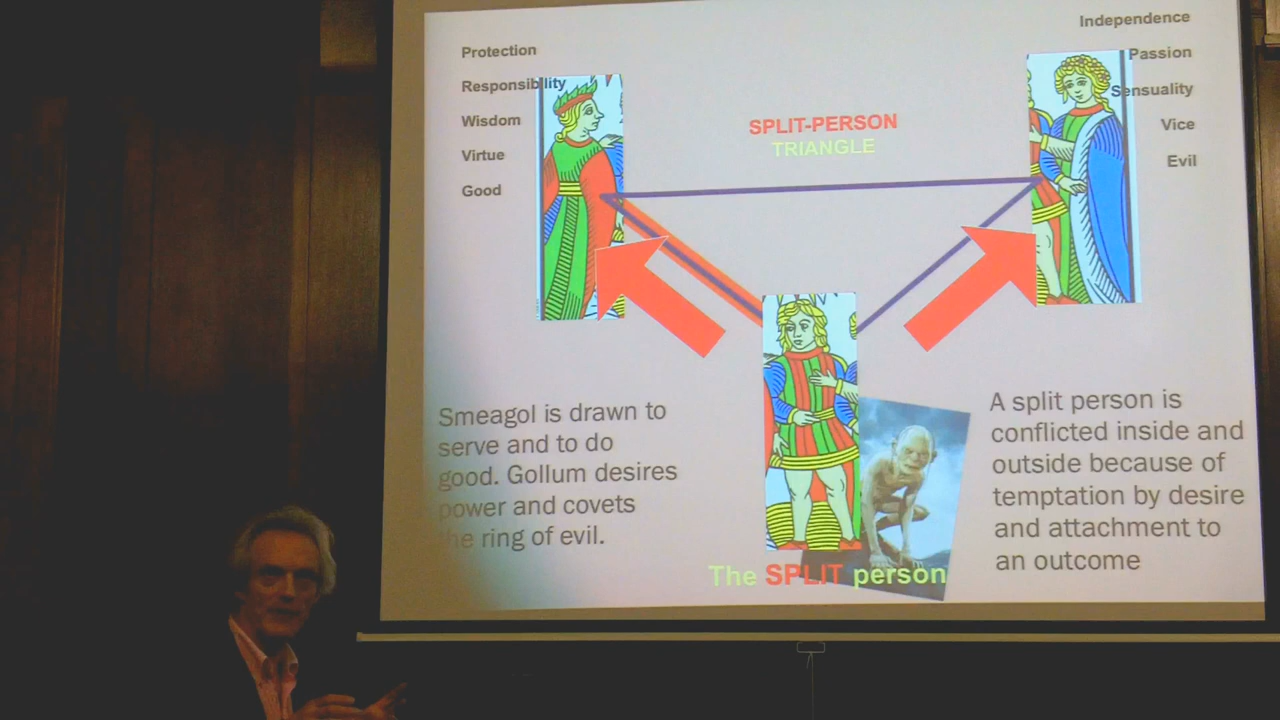 Protection
Responsibility
Wisdom
Virtue
Good
Independence
Passion
Sensuality
Vice
Evil
SPLIT-PERSON
TRIANGLE
Smeagol is drawn to
serve and to do
good. Gollum desires
power and covets
the ring of evil.
A split person is
conflicted inside and
outside because of
temptation by desire
and attachment to
an outcome
The SPLIT person